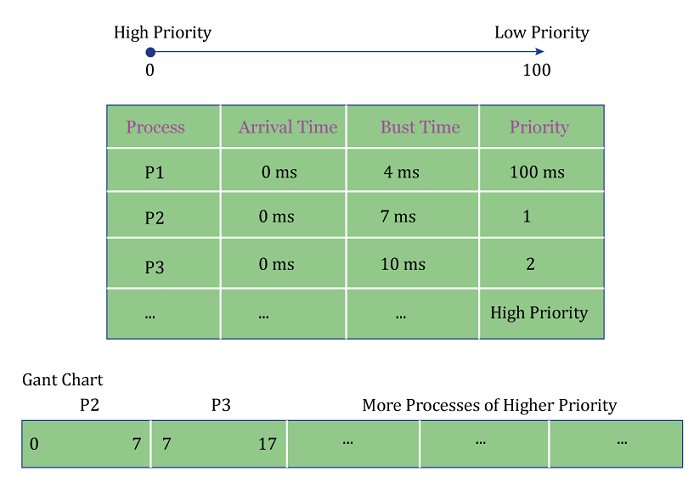 High Priority Low Priority
0 100
Process Arrival Time Bust Time Priority
P1 0 ms 4 ms 100 ms
P2 0 ms 7 ms 1
P3 0 ms 10 ms 2
... ... ... High Priority
Gant Chart
P2 P3 More Processes of Higher Priority
0 7 7 17 ... ... ...